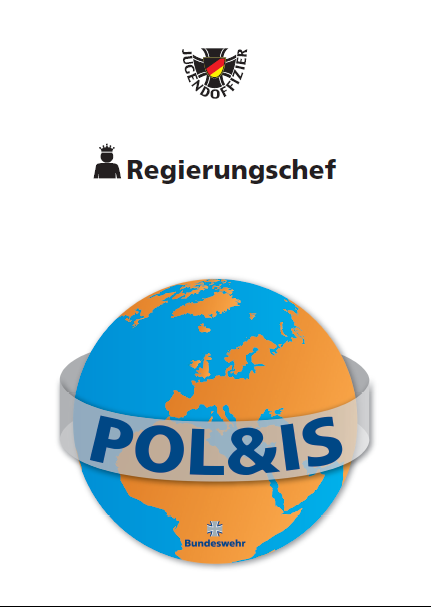 JUGENDOFFIZIER
Regierungschef
POL&IS
Bundeswehr